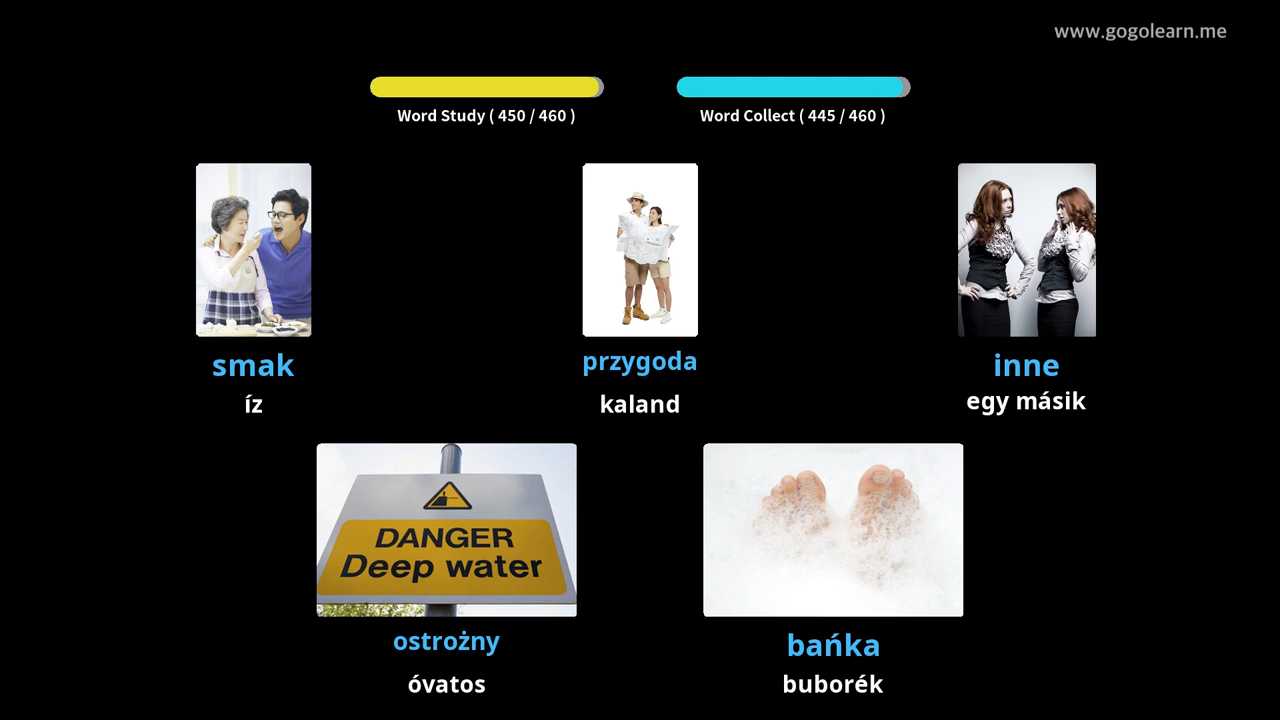 www.gogolearn.me
Word Study ( 450 / 460 )
Word Collect ( 445 / 460 )
smak
íz
przygoda
kaland
inne
egy másik
DANGER
Deep water
ostrożny
óvatos
bańka
buborék